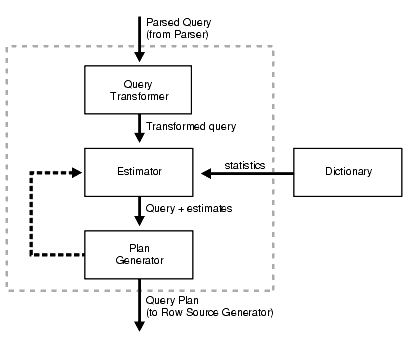 Parsed Query
(from Parser)
Query
Transformer
Transformed query
Estimator
statistics
Dictionary
Query + estimates
Plan
Generator
Query Plan
(to Row Source Generator)